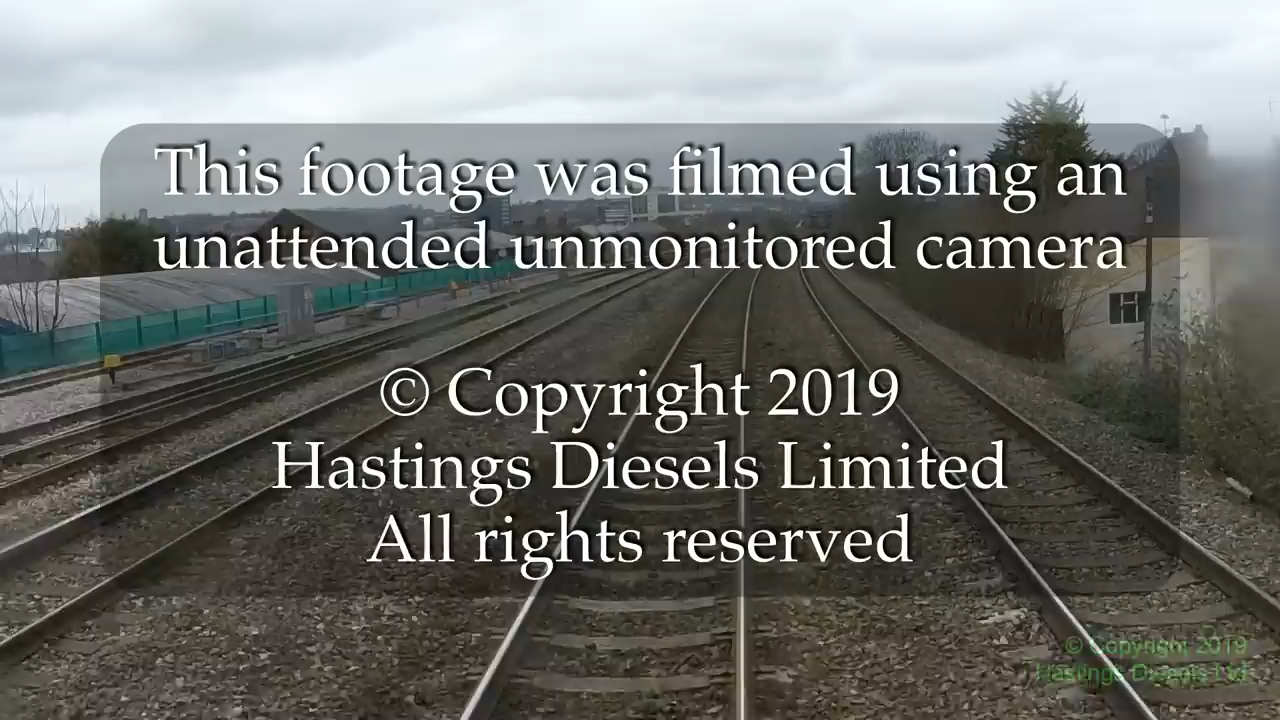 This footage was filmed using an
unattended unmonitored camera
© Copyright 2019
Hastings Diesels Limited
All rights reserved
© Copyright 2019
Hastings Diesels Ltd